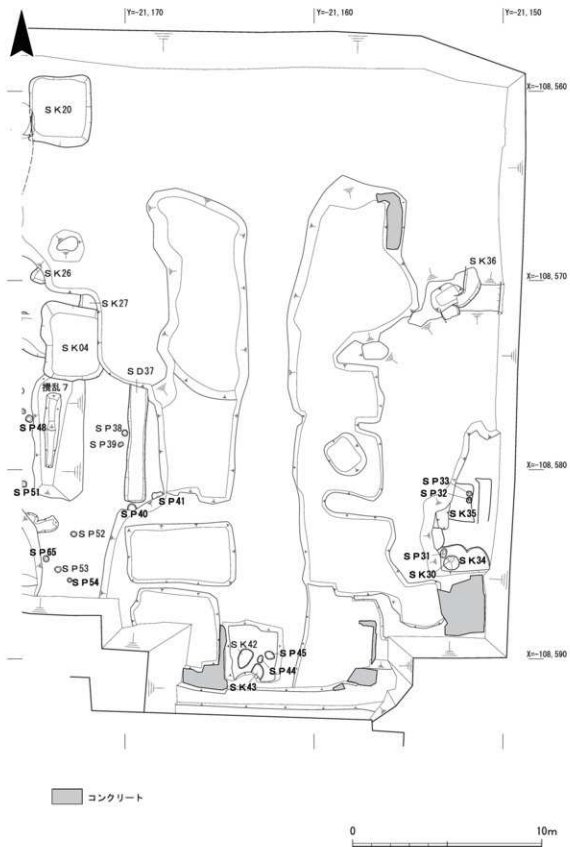 Y=-21,170
Y=-21,160
Y=-21,150
X=-108,560
SK20
SK36
X=-108,570
SK26
SK27
SK04
SD37
攪乱7
SP48
SP38
SP39
X=-108,580
SP33
SP32
SP51
SP41
SK35
SP40
SP52
SP31
SK34
SP53
SK30
SP54
SK42
SP45
X=-108,590
SP44
SK43
コンクリート
0
10m